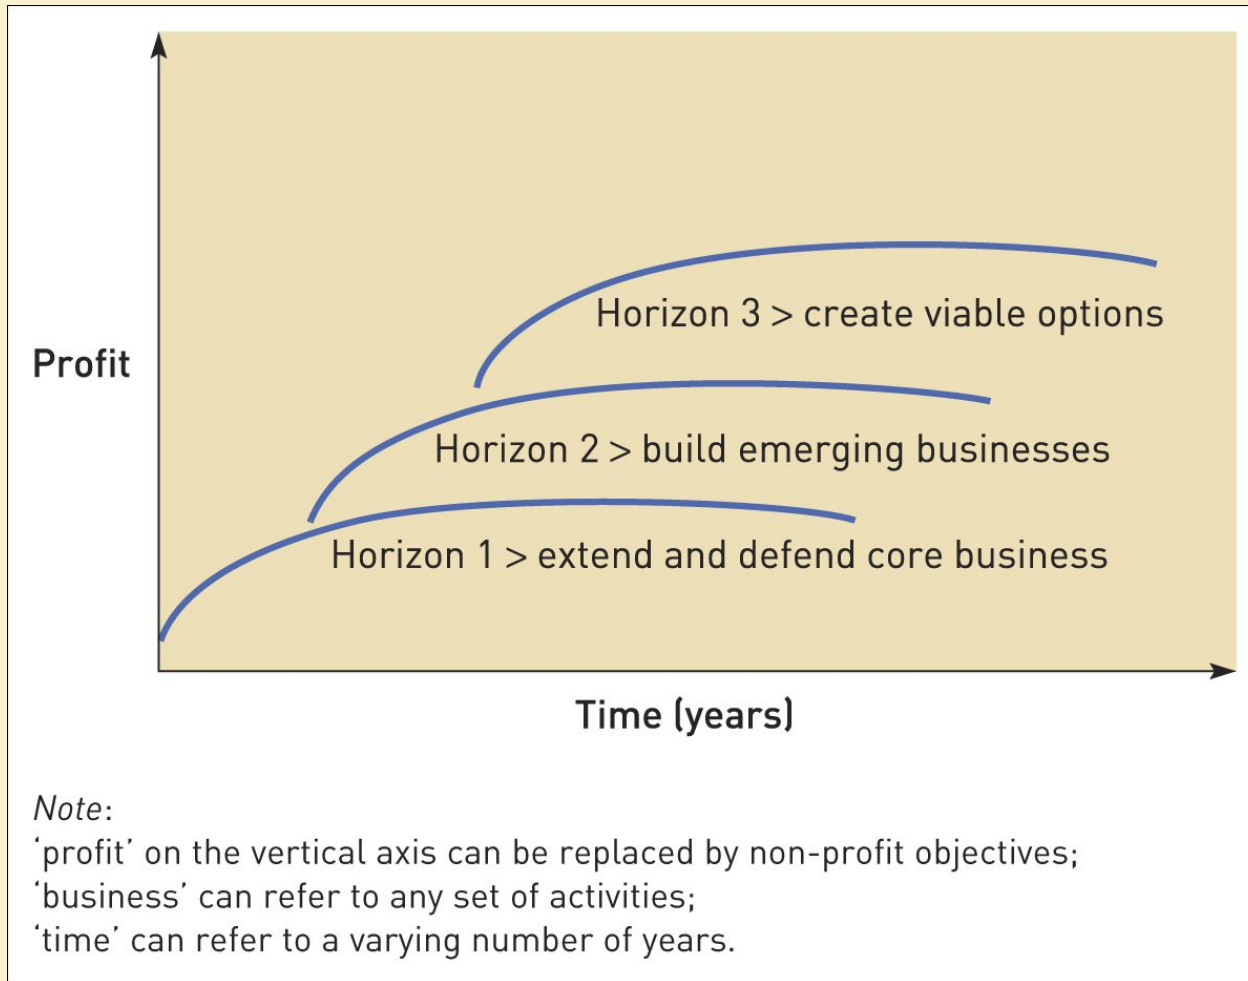 Profit
Horizon 3 > create viable options
Horizon 2 > build emerging businesses
Horizon 1 > extend and defend core business
Time (years)
Note:
‘profit’ on the vertical axis can be replaced by non-profit objectives;
‘business’ can refer to any set of activities;
‘time’ can refer to a varying number of years.